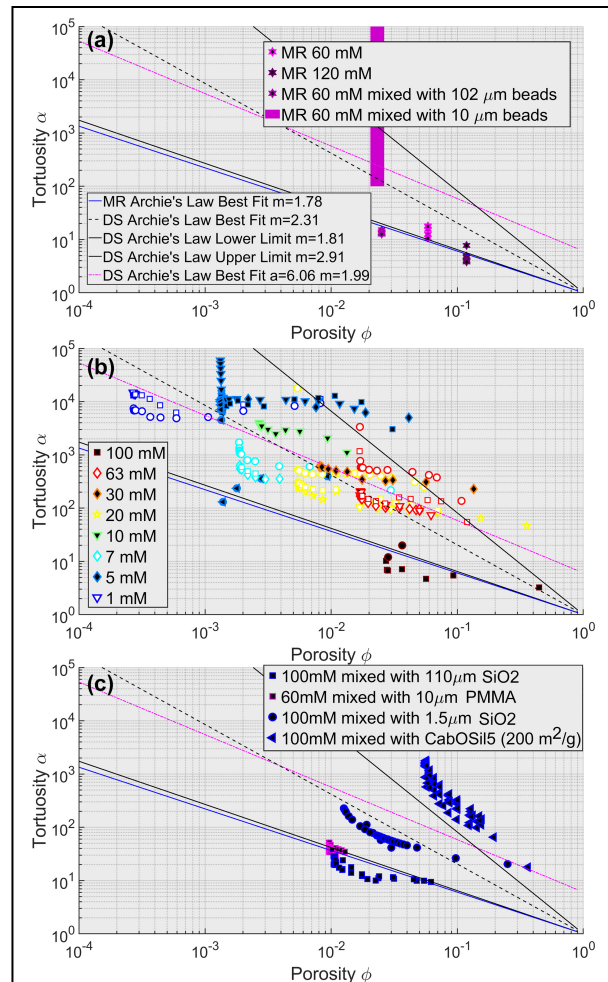 (a)
10^5
10^4
10^3
10^2
10^1
10^0
Tortuosity α
MR 60 mM
MR 120 mM
MR 60 mM mixed with 102 μm beads
MR 60 mM mixed with 10 μm beads
MR Archie's Law Best Fit m=1.78
DS Archie's Law Best Fit m=2.31
DS Archie's Law Lower Limit m=1.81
DS Archie's Law Upper Limit m=2.91
DS Archie's Law Best Fit a=6.06 m=1.99
10^-4 10^-3 10^-2 10^-1 10^0
Porosity ϕ
(b)
10^5
10^4
10^3
10^2
10^1
10^0
Tortuosity α
100 mM
63 mM
30 mM
20 mM
10 mM
7 mM
5 mM
1 mM
10^-4 10^-3 10^-2 10^-1 10^0
Porosity ϕ
(c)
10^5
10^4
10^3
10^2
10^1
10^0
Tortuosity α
100mM mixed with 110μm SiO2
60mM mixed with 10μm PMMA
100mM mixed with 1.5μm SiO2
100mM mixed with CabOSil5 (200 m²/g)
10^-4 10^-3 10^-2 10^-1 10^0
Porosity ϕ